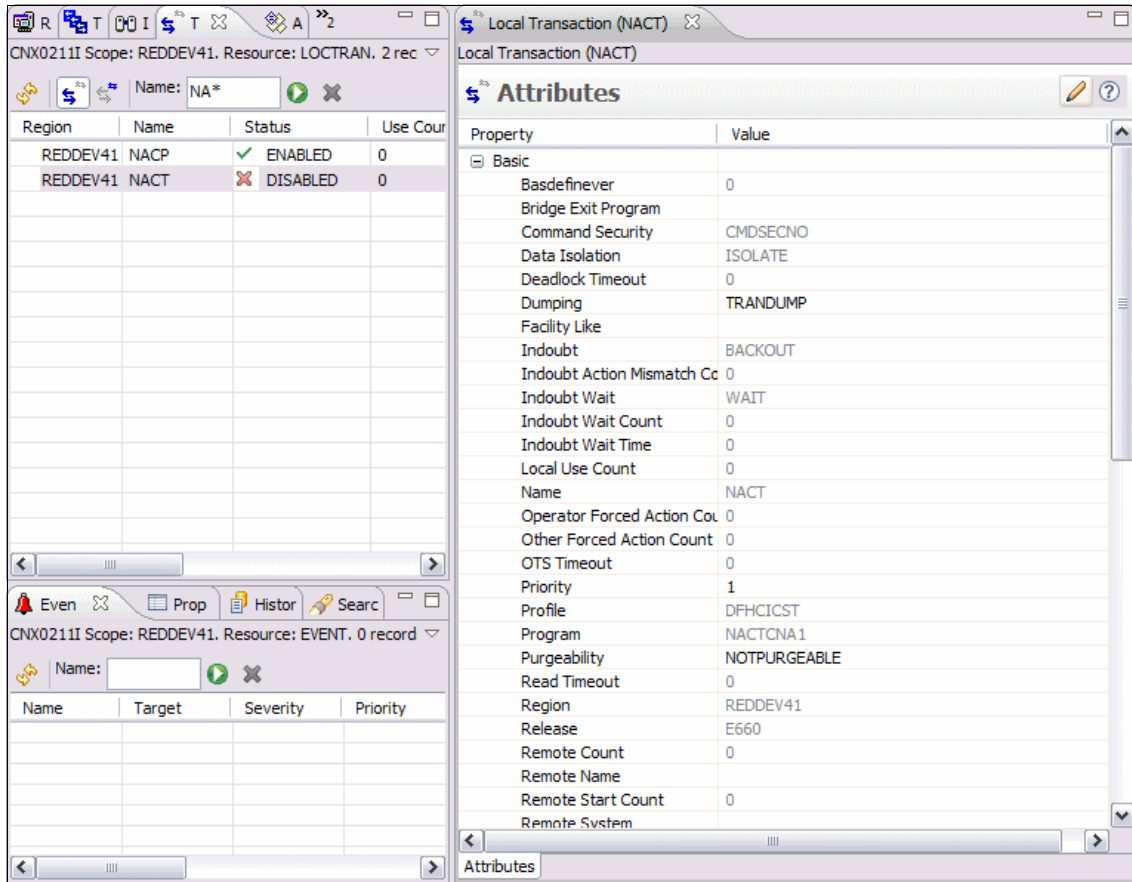 R T I T A »2
CNX0211I Scope: REDDEV41. Resource: LOCTRAN. 2 rec
Name: NA*
Region Name Status Use Cour
REDDEV41 NACP ENABLED 0
REDDEV41 NACT DISABLED 0
Even Prop Histor Searc
CNX0211I Scope: REDDEV41. Resource: EVENT. 0 record
Name:
Name Target Severity Priority
Local Transaction (NACT)
Local Transaction (NACT)
Attributes
Property Value
Basic
Basdefinever 0
Bridge Exit Program
Command Security CMDSECNO
Data Isolation ISOLATE
Deadlock Timeout 0
Dumping TRANDUMP
Facility Like
Indoubt BACKOUT
Indoubt Action Mismatch Co 0
Indoubt Wait WAIT
Indoubt Wait Count 0
Indoubt Wait Time 0
Local Use Count 0
Name NACT
Operator Forced Action Cou 0
Other Forced Action Count 0
OTS Timeout 0
Priority 1
Profile DFHCICST
Program NACTCNA1
Purgeability NOTPURGEABLE
Read Timeout 0
Region REDDEV41
Release E660
Remote Count 0
Remote Name
Remote Start Count 0
Remote System
Attributes